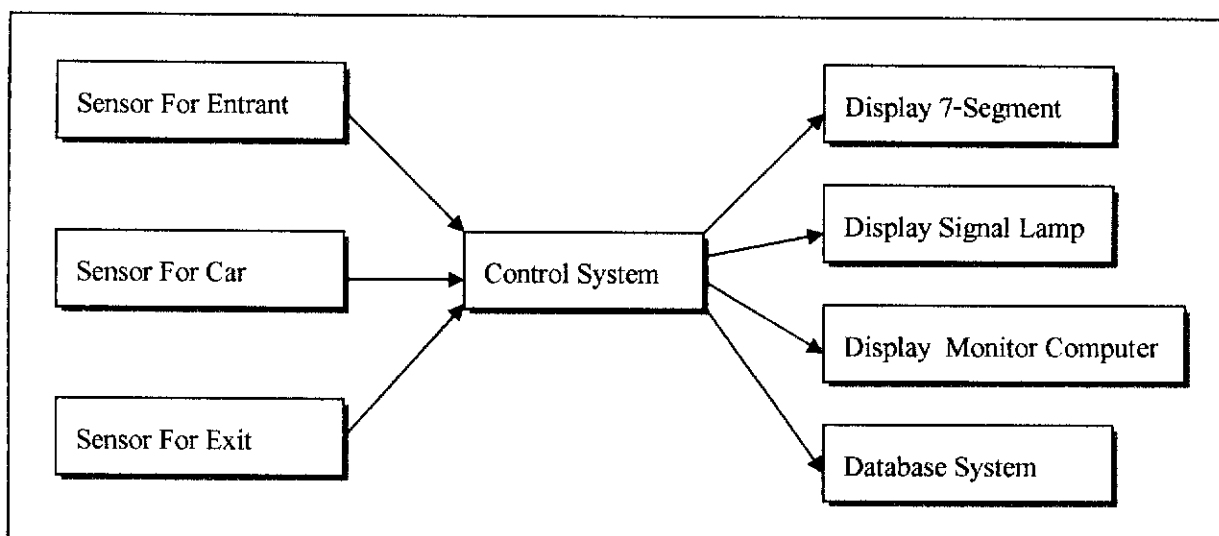 Sensor For Entrant
Sensor For Car
Sensor For Exit
Control System
Display 7-Segment
Display Signal Lamp
Display Monitor Computer
Database System